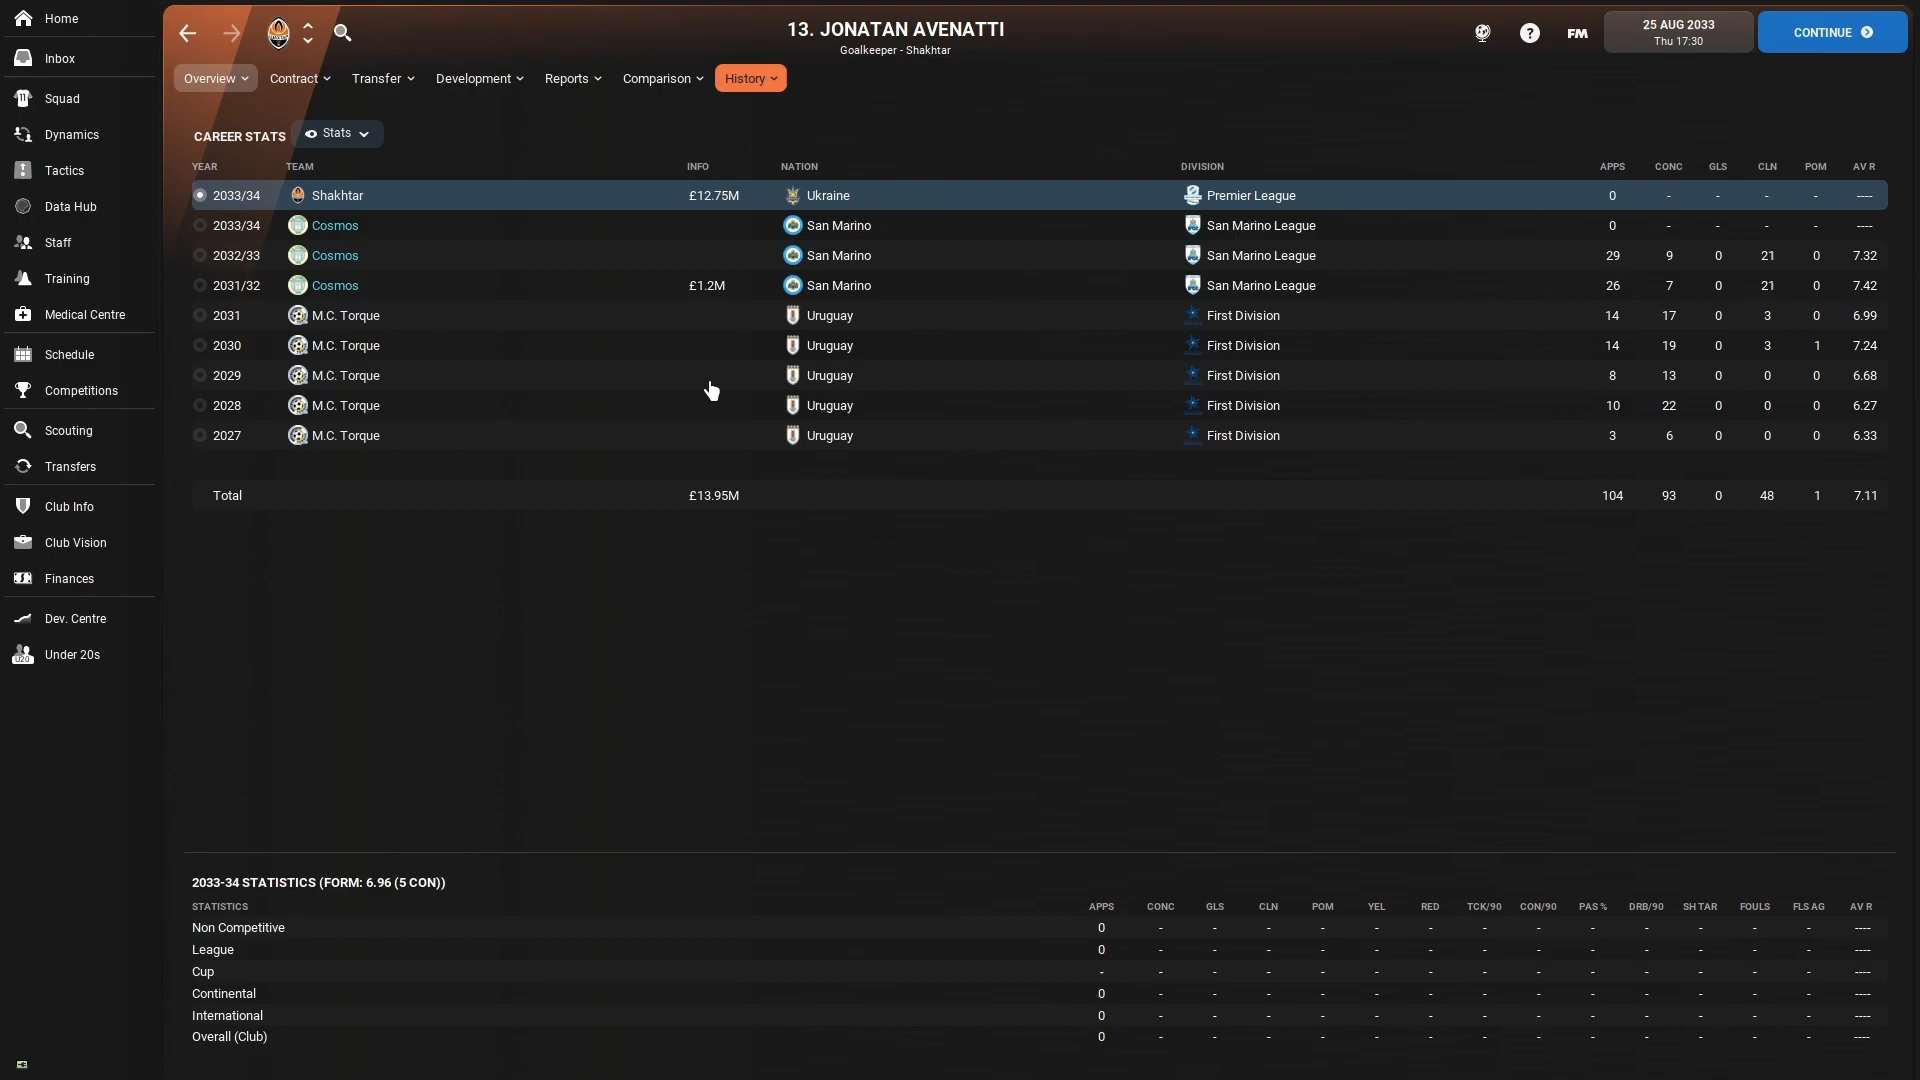 Home
Inbox
Squad
Dynamics
Tactics
Data Hub
Staff
Training
Medical Centre
Schedule
Competitions
Scouting
Transfers
Club Info
Club Vision
Finances
Dev. Centre
U20 Under 20s
13. JONATAN AVENATTI
Goalkeeper - Shakhtar
? FM
25 AUG 2033
Thu 17:30
CONTINUE
Overview Contract Transfer Development Reports Comparison History
CAREER STATS Stats
YEAR TEAM INFO NATION DIVISION APPS CONC GLS CLN POM AV R
2033/34 Shakhtar £12.75M Ukraine Premier League 0 - - - - ----
2033/34 Cosmos San Marino San Marino League 0 - - - - ----
2032/33 Cosmos San Marino San Marino League 29 9 0 21 0 7.32
2031/32 Cosmos £1.2M San Marino San Marino League 26 7 0 21 0 7.42
2031 M.C. Torque Uruguay First Division 14 17 0 3 0 6.99
2030 M.C. Torque Uruguay First Division 14 19 0 3 1 7.24
2029 M.C. Torque Uruguay First Division 8 13 0 0 0 6.68
2028 M.C. Torque Uruguay First Division 10 22 0 0 0 6.27
2027 M.C. Torque Uruguay First Division 3 6 0 0 0 6.33
Total £13.95M 104 93 0 48 1 7.11
2033-34 STATISTICS (FORM: 6.96 (5 CON))
STATISTICS APPS CONC GLS CLN POM YEL RED TCK/90 CON/90 PAS % DRB/90 SH TAR FOULS FLS AG AV R
Non Competitive 0 - - - - - - - - - - - - - ----
League 0 - - - - - - - - - - - - - ----
Cup - - - - - - - - - - - - - - ----
Continental 0 - - - - - - - - - - - - - ----
International 0 - - - - - - - - - - - - - ----
Overall (Club) 0 - - - - - - - - - - - - - ----